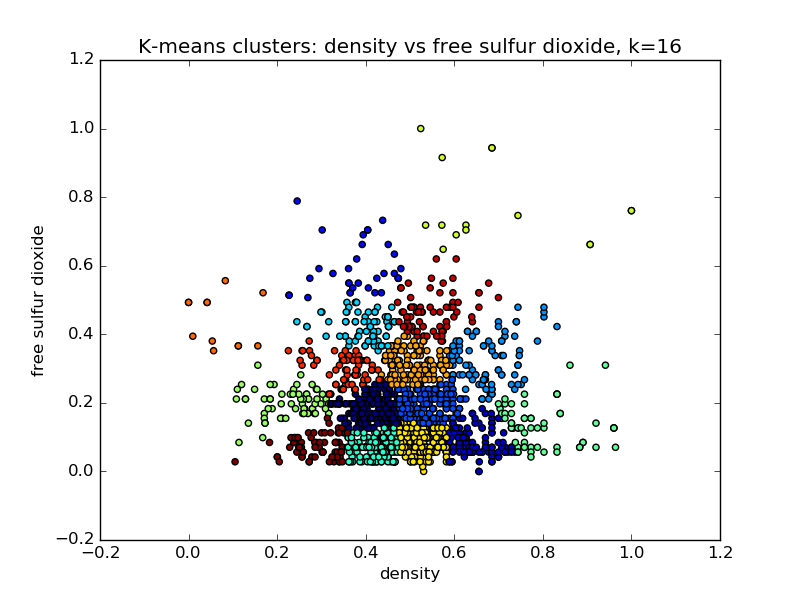 K-means clusters: density vs free sulfur dioxide, k=16
1.2
1.0
0.8
0.6
0.4
0.2
0.0
−0.2
free sulfur dioxide
−0.2 0.0 0.2 0.4 0.6 0.8 1.0 1.2
density